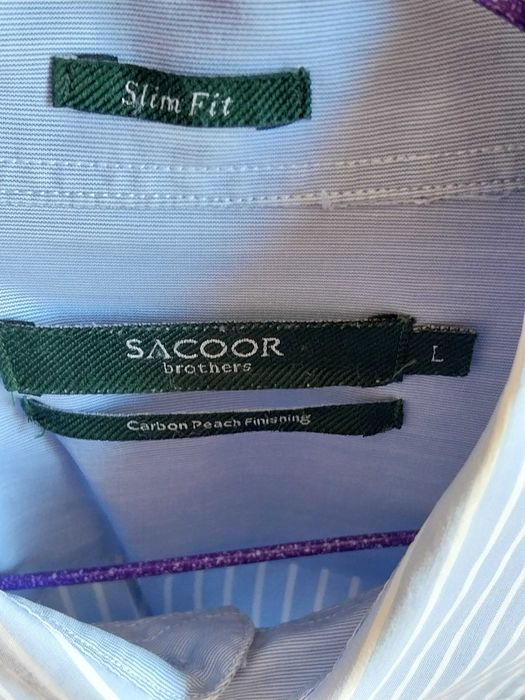 Slim Fit
SACOOR
brothers
L
Carbon Peach Finishing